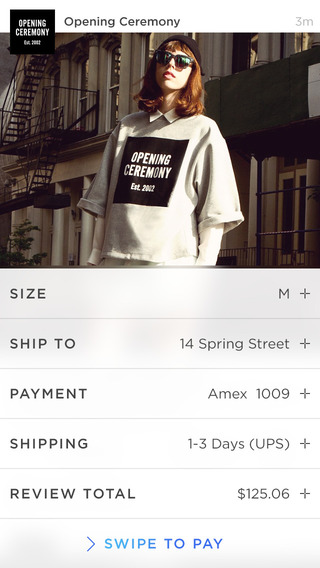 OPENING
CEREMONY
Est. 2002
Opening Ceremony 3m
OPENING
CEREMONY
Est. 2002
SIZE M +
SHIP TO 14 Spring Street +
PAYMENT Amex 1009 +
SHIPPING 1-3 Days (UPS) +
REVIEW TOTAL $125.06 +
> SWIPE TO PAY